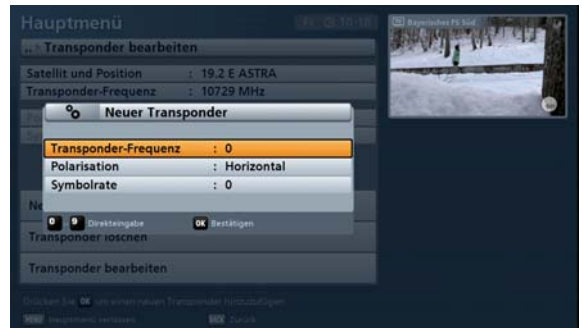 Hauptmenü
Bayerisches FS Süd
.. Transponder bearbeiten
Satellit und Position : 19.2 E ASTRA
Transponder-Frequenz : 10729 MHz
Neuer Transponder
Transponder-Frequenz : 0
Polarisation : Horizontal
Symbolrate : 0
0 - 9 Direkteingabe OK Bestätigen
Transponder löschen
Transponder bearbeiten
Drücken Sie OK um einen neuen Transponder hinzuzufügen
MENU Hauptmenü verlassen BACK Zurück